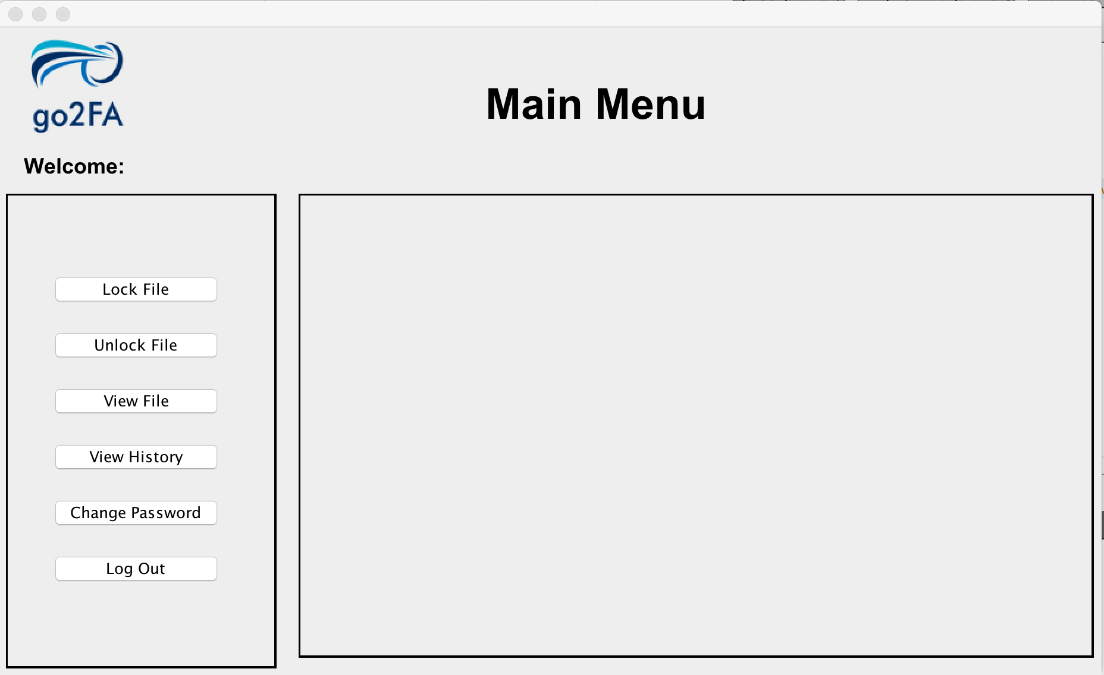 go2FA
Main Menu
Welcome:
Lock File
Unlock File
View File
View History
Change Password
Log Out